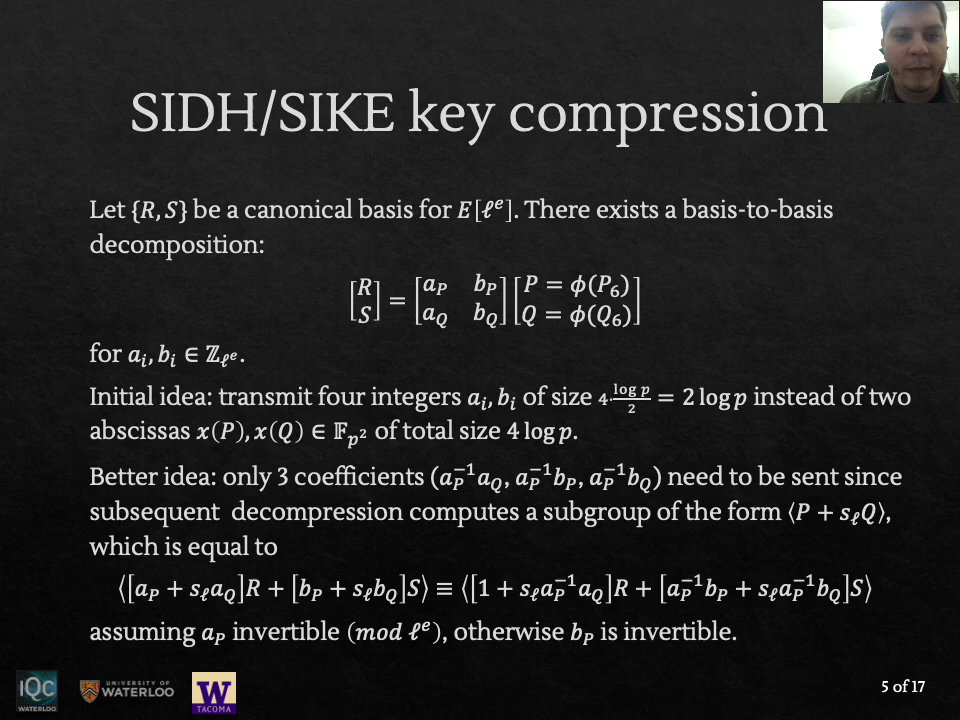 SIDH/SIKE key compression
Let {R, S} be a canonical basis for E[ℓ^e]. There exists a basis-to-basis
decomposition:
[R S] = [a_P b_P a_Q b_Q] [P = ϕ(P_6) Q = ϕ(Q_6)]
for a_i, b_i ∈ ℤ_{ℓ^e}.
Initial idea: transmit four integers a_i, b_i of size 4·(log p)/2 = 2 log p instead of two
abscissas x(P), x(Q) ∈ 𝔽_{p^2} of total size 4 log p.
Better idea: only 3 coefficients (a_P^{-1}a_Q, a_P^{-1}b_P, a_P^{-1}b_Q) need to be sent since
subsequent decompression computes a subgroup of the form ⟨P + s_ℓQ⟩,
which is equal to
⟨[a_P + s_ℓa_Q]R + [b_P + s_ℓb_Q]S⟩ ≡ ⟨[1 + s_ℓa_P^{-1}a_Q]R + [a_P^{-1}b_P + s_ℓa_P^{-1}b_Q]S⟩
assuming a_P invertible (mod ℓ^e), otherwise b_P is invertible.
IQC
WATERLOO
UNIVERSITY OF
WATERLOO
W
TACOMA
5 of 17